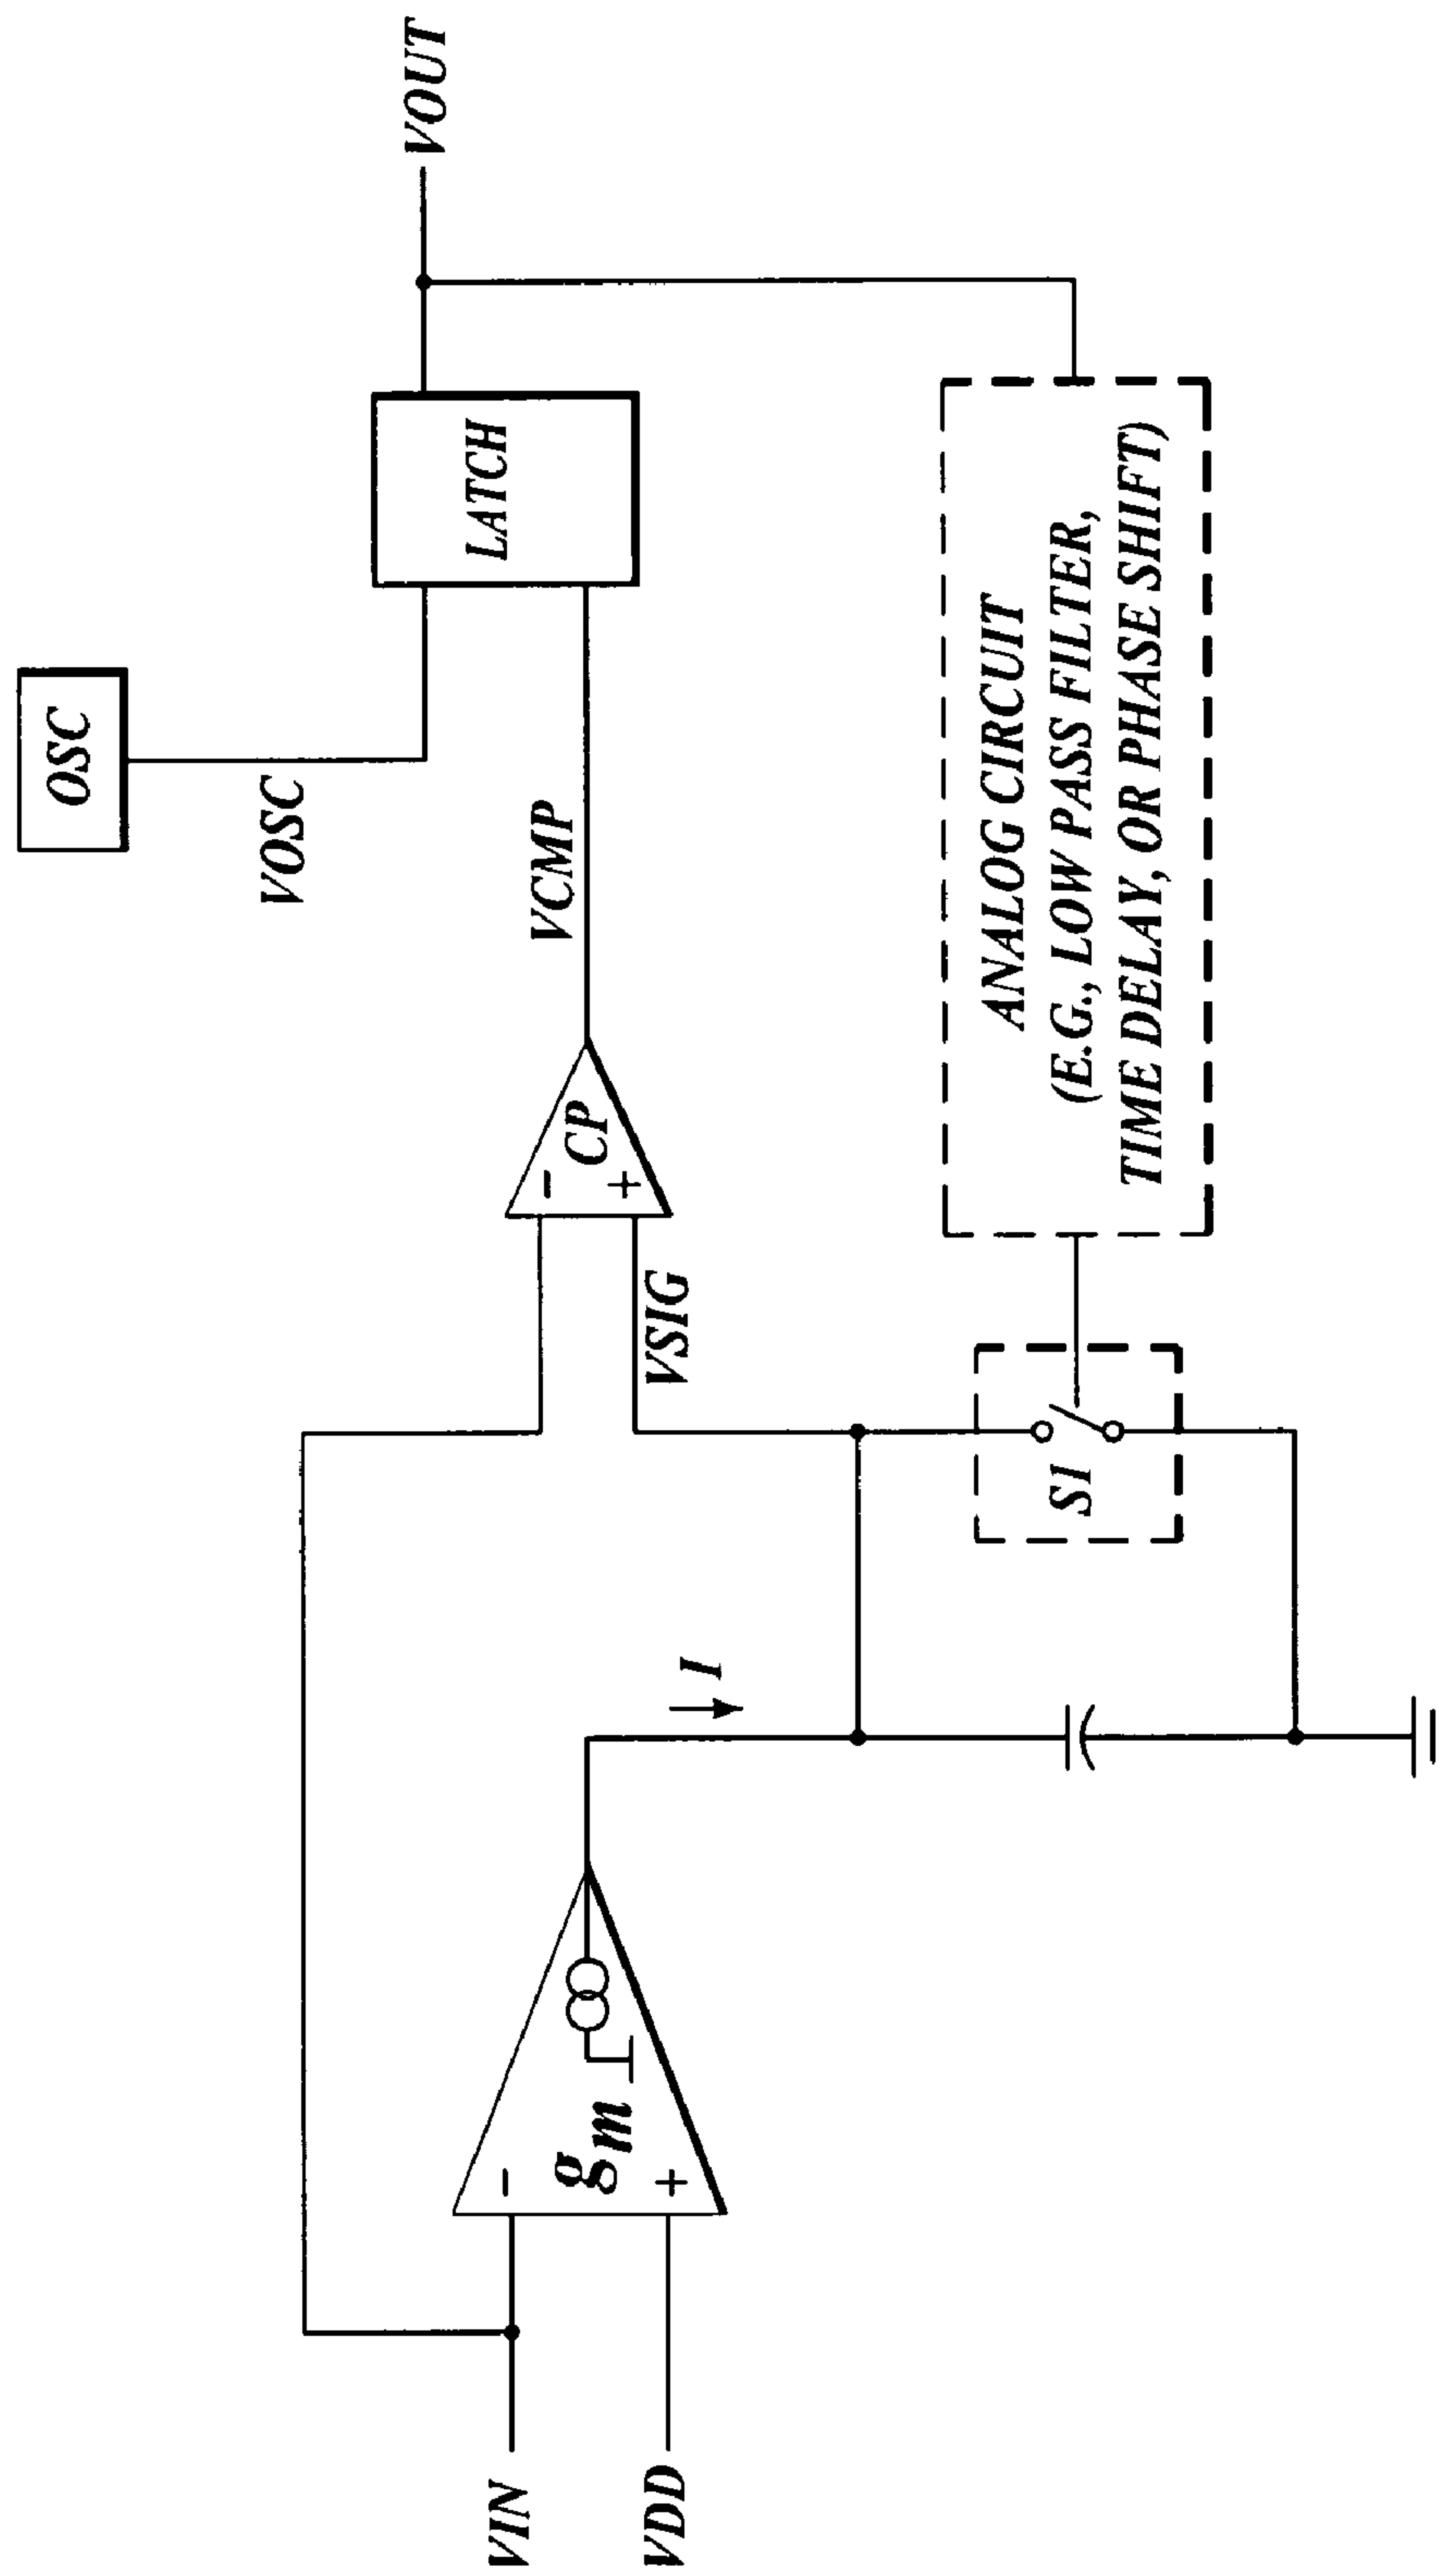 OSC
VOSC
LATCH
VOUT
VCMP
- CP
+
VSIG
VIN
-
gm
+
VDD
I
S1
ANALOG CIRCUIT
(E.G., LOW PASS FILTER,
TIME DELAY, OR PHASE SHIFT)